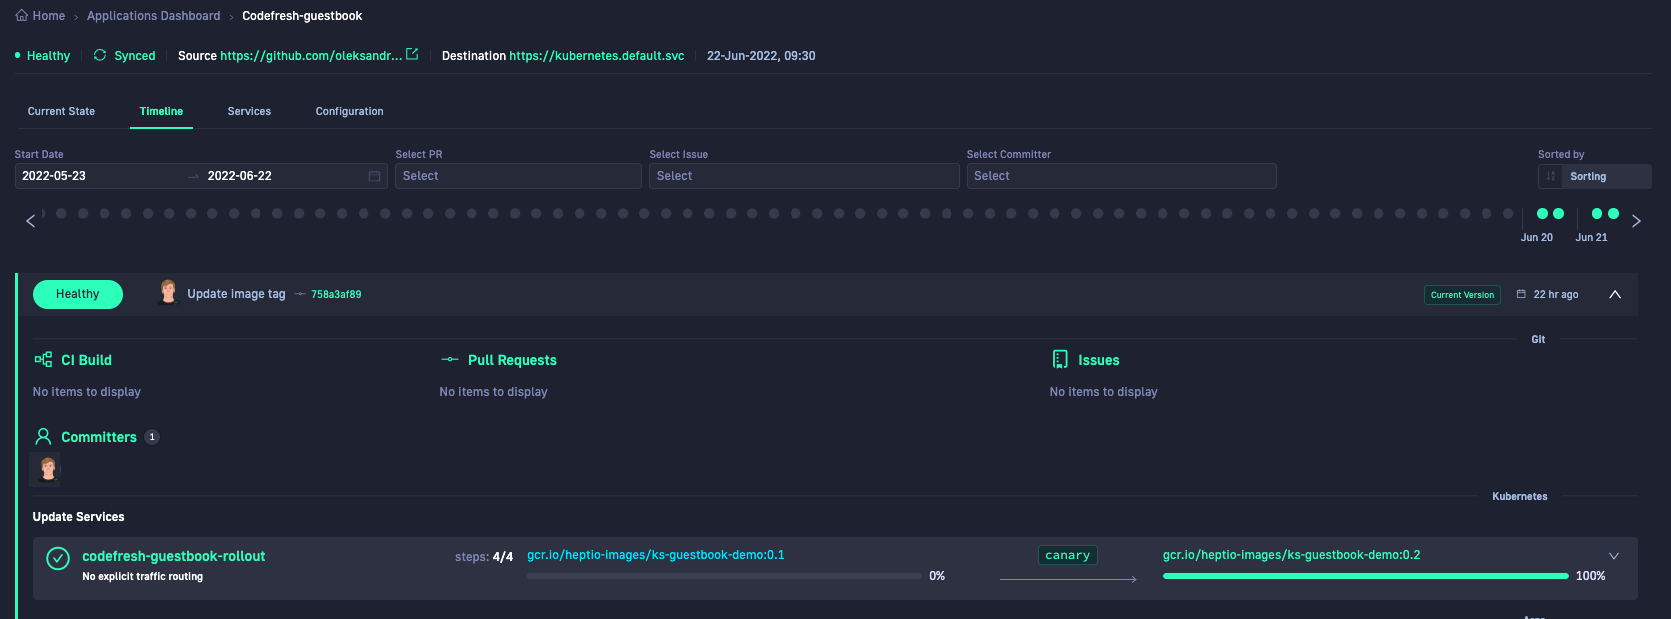 Home > Applications Dashboard > Codefresh-guestbook
Healthy Synced Source https://github.com/oleksandr... Destination https://kubernetes.default.svc 22-Jun-2022, 09:30
Current State Timeline Services Configuration
Start Date Select PR Select Issue Select Committer Sorted by
2022-05-23 → 2022-06-22 Select Select Select Sorting
Jun 20 Jun 21
Healthy Update image tag 758a3af89 Current Version 22 hr ago
Git
CI Build Pull Requests Issues
No items to display No items to display No items to display
Committers 1
Kubernetes
Update Services
codefresh-guestbook-rollout steps: 4/4 gcr.io/heptio-images/ks-guestbook-demo:0.1 canary gcr.io/heptio-images/ks-guestbook-demo:0.2
No explicit traffic routing 0% 100%